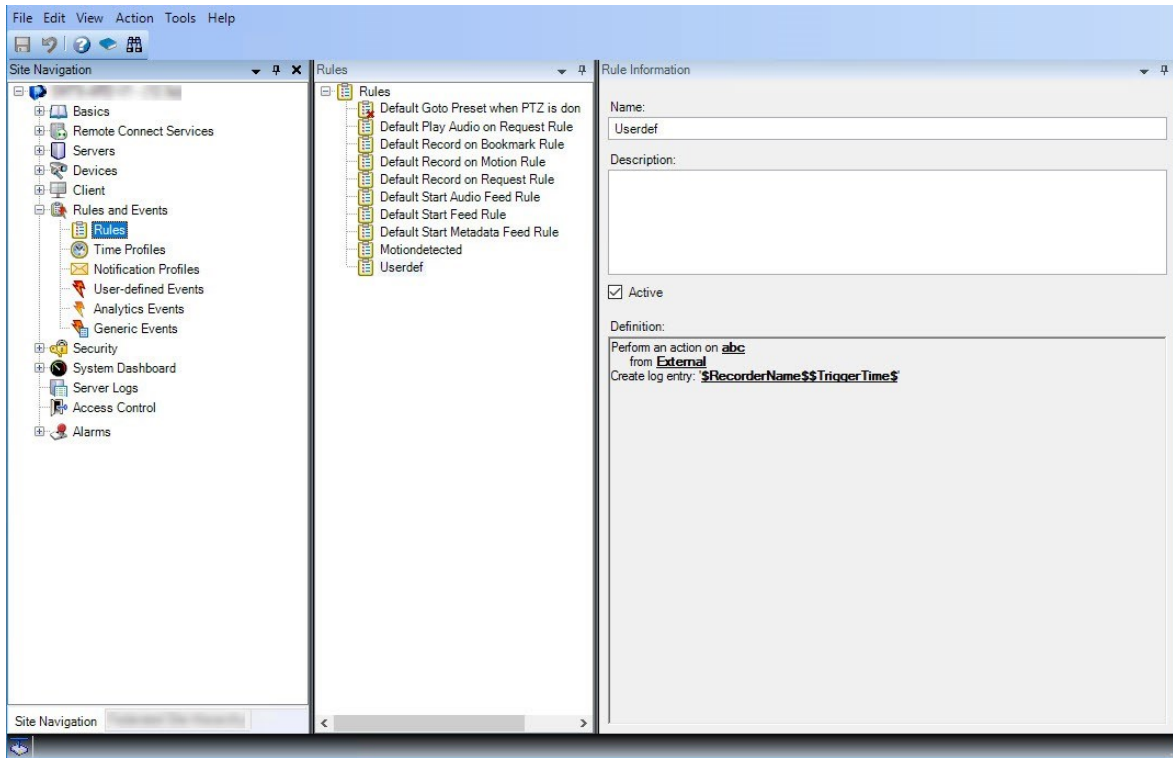 File Edit View Action Tools Help
Site Navigation
Basics
Remote Connect Services
Servers
Devices
Client
Rules and Events
Rules
Time Profiles
Notification Profiles
User-defined Events
Analytics Events
Generic Events
Security
System Dashboard
Server Logs
Access Control
Alarms
Site Navigation
Rules
Rules
Default Goto Preset when PTZ is don
Default Play Audio on Request Rule
Default Record on Bookmark Rule
Default Record on Motion Rule
Default Record on Request Rule
Default Start Audio Feed Rule
Default Start Feed Rule
Default Start Metadata Feed Rule
Motiondetected
Userdef
Rule Information
Name:
Userdef
Description:
Active
Definition:
Perform an action on abc
from External
Create log entry: '$RecorderName$$TriggerTime$'